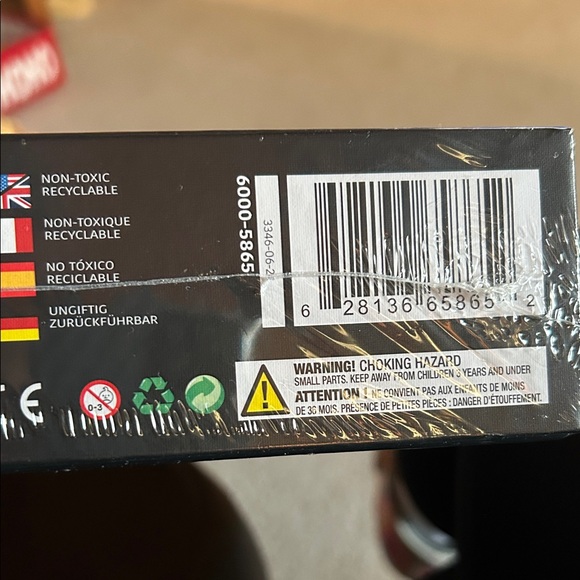 NON-TOXIC
RECYCLABLE
NON-TOXIQUE
RECYCLABLE
NO TÓXICO
RECICLABLE
UNGIFTIG
ZURÜCKFÜHRBAR
CE
0-3
6000-5865
3346-06-2
6 28136 65865 2
WARNING! CHOKING HAZARD
SMALL PARTS. KEEP AWAY FROM CHILDREN 3 YEARS AND UNDER
ATTENTION ! NE CONVIENT PAS AUX ENFANTS DE MOINS
DE 36 MOIS. PRESENCE DE PETITES PIÈCES : DANGER D'ÉTOUFFEMENT.